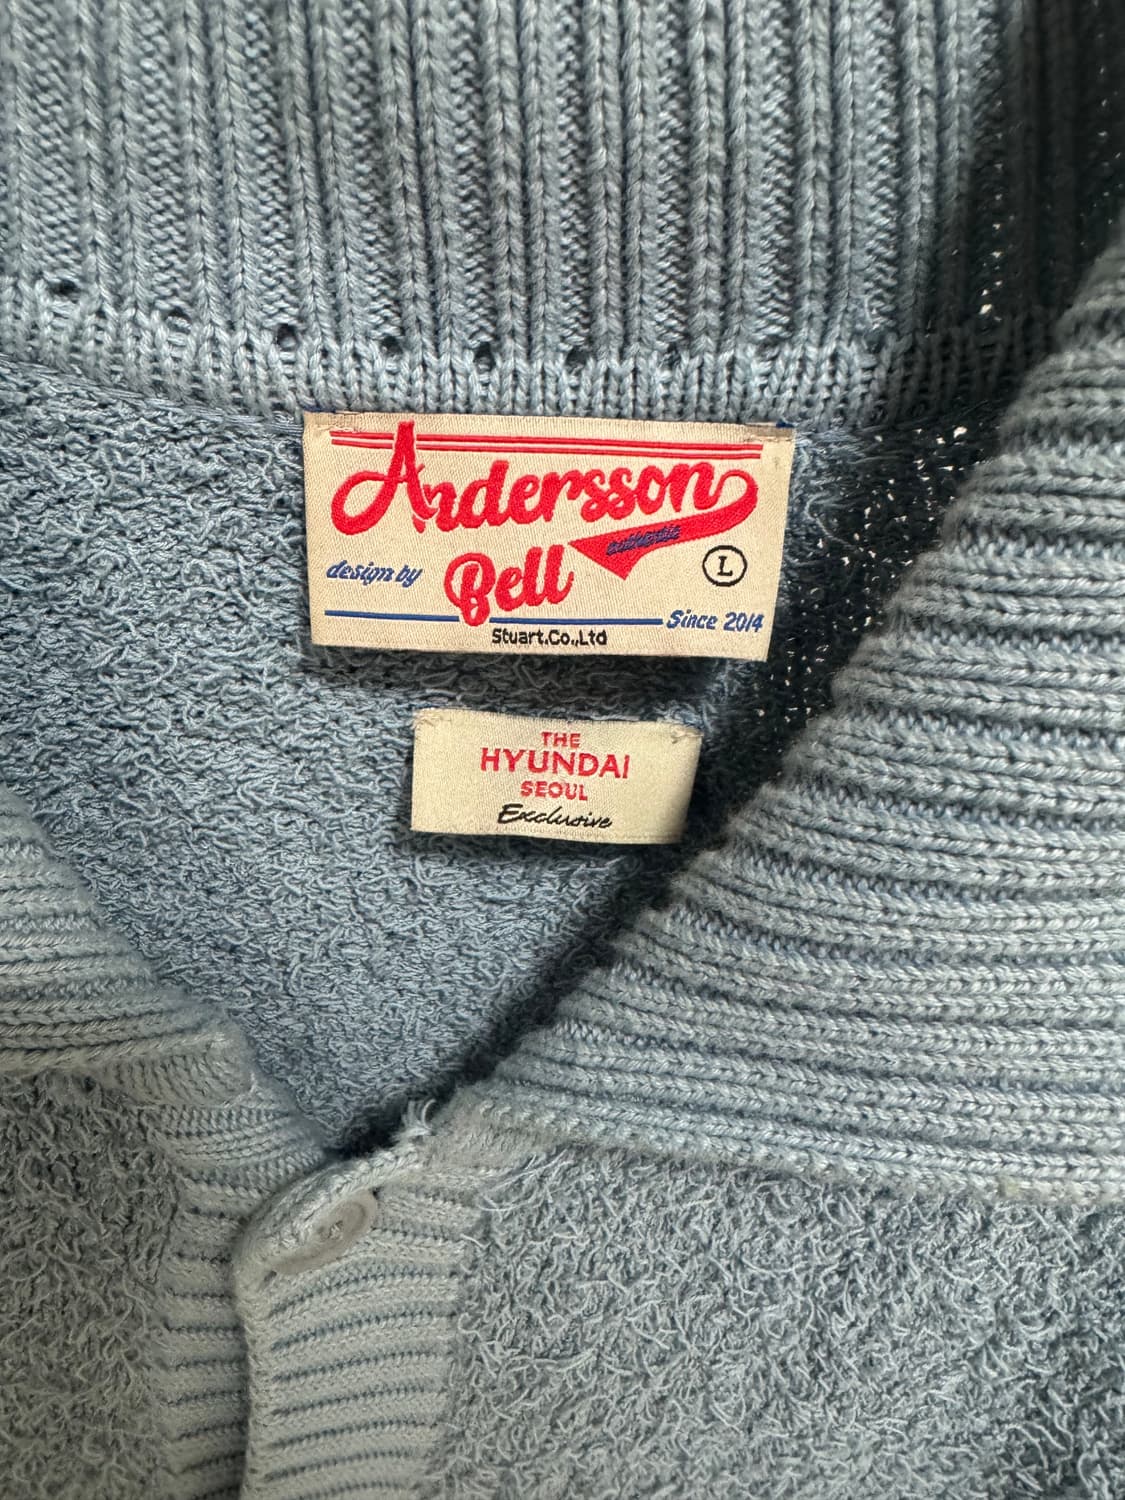 Andersson
authentic
design by Bell
L
Since 2014
Stuart.Co.,Ltd
THE
HYUNDAI
SEOUL
Exclusive